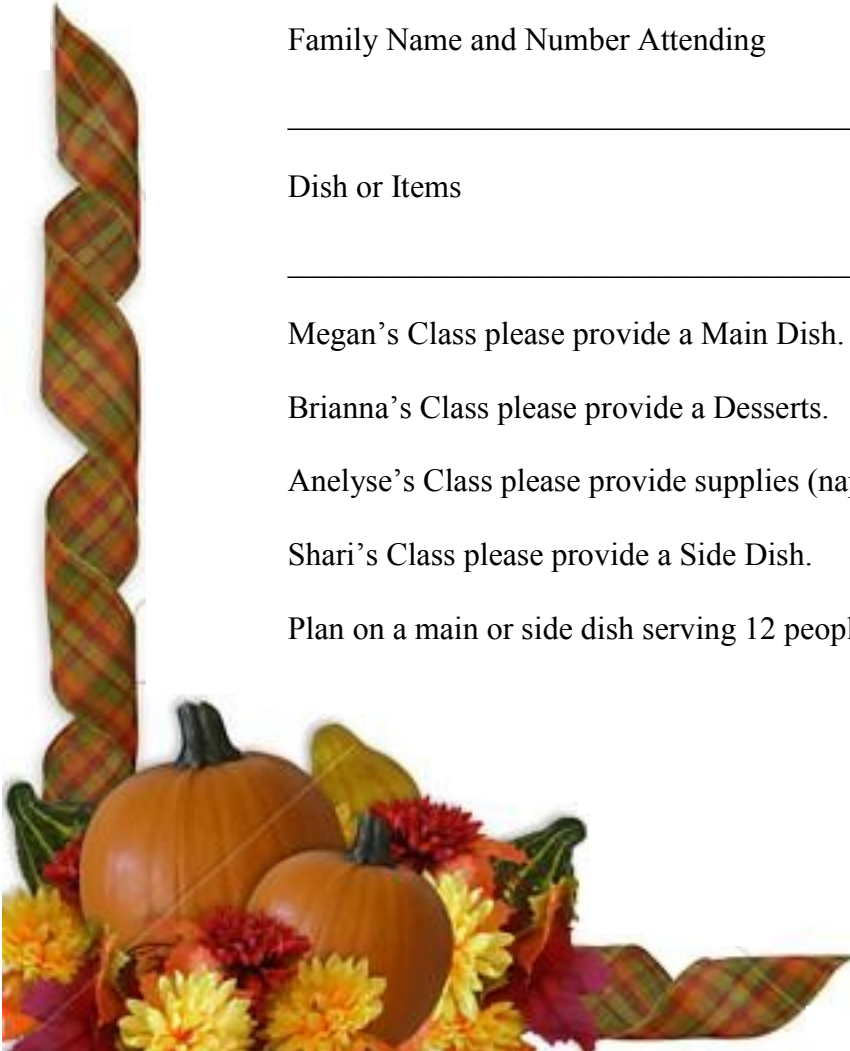 Family Name and Number Attending
Dish or Items
Megan’s Class please provide a Main Dish.
Brianna’s Class please provide a Desserts.
Anelyse’s Class please provide supplies
Shari’s Class please provide a Side Dish.
Plan on a main or side dish serving 12